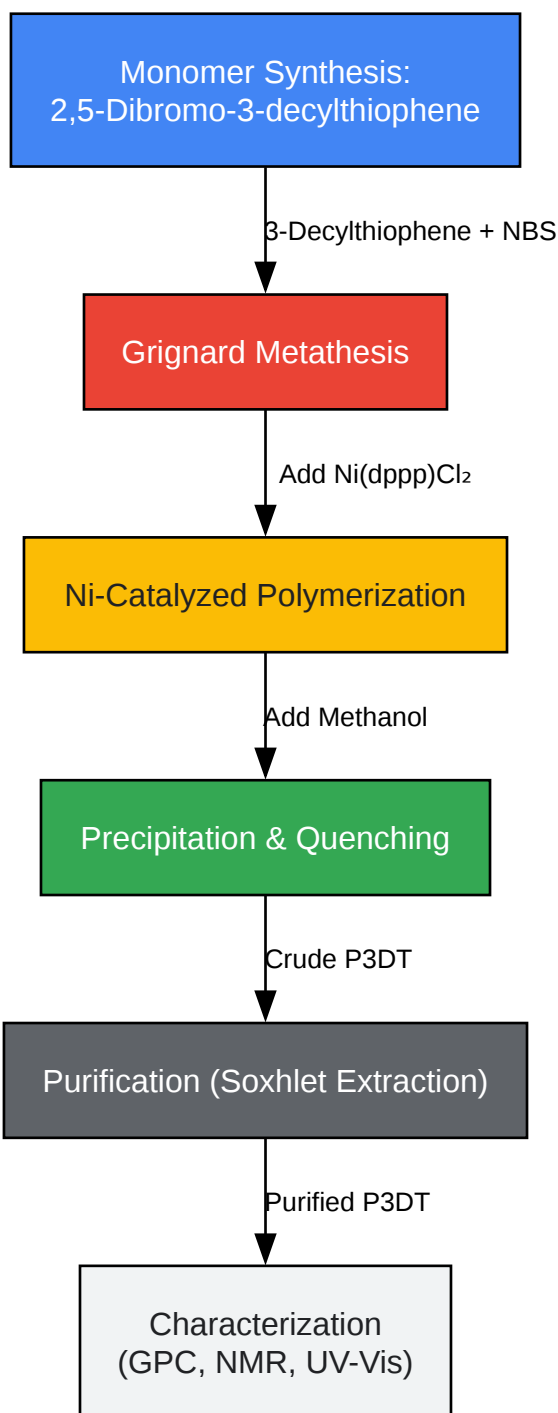 Monomer Synthesis:
2,5-Dibromo-3-decylthiophene
3-Decylthiophene + NBS
Grignard Metathesis
Add Ni(dppp)Cl₂
Ni-Catalyzed Polymerization
Add Methanol
Precipitation & Quenching
Crude P3DT
Purification (Soxhlet Extraction)
Purified P3DT
Characterization
(GPC, NMR, UV-Vis)